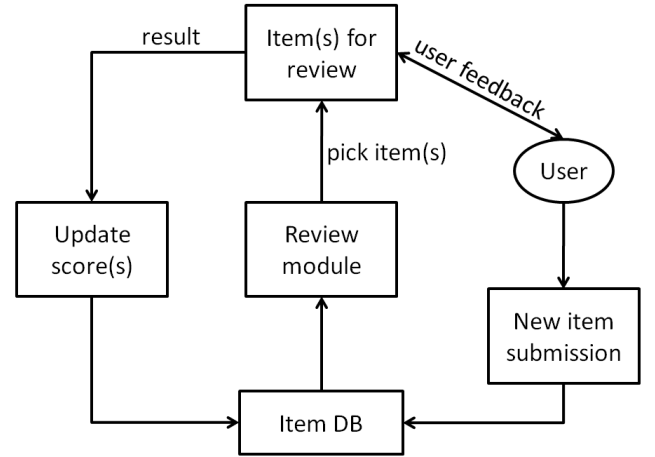 result
Item(s) for
review
user feedback
pick item(s)
User
Update
score(s)
Review
module
New item
submission
Item DB